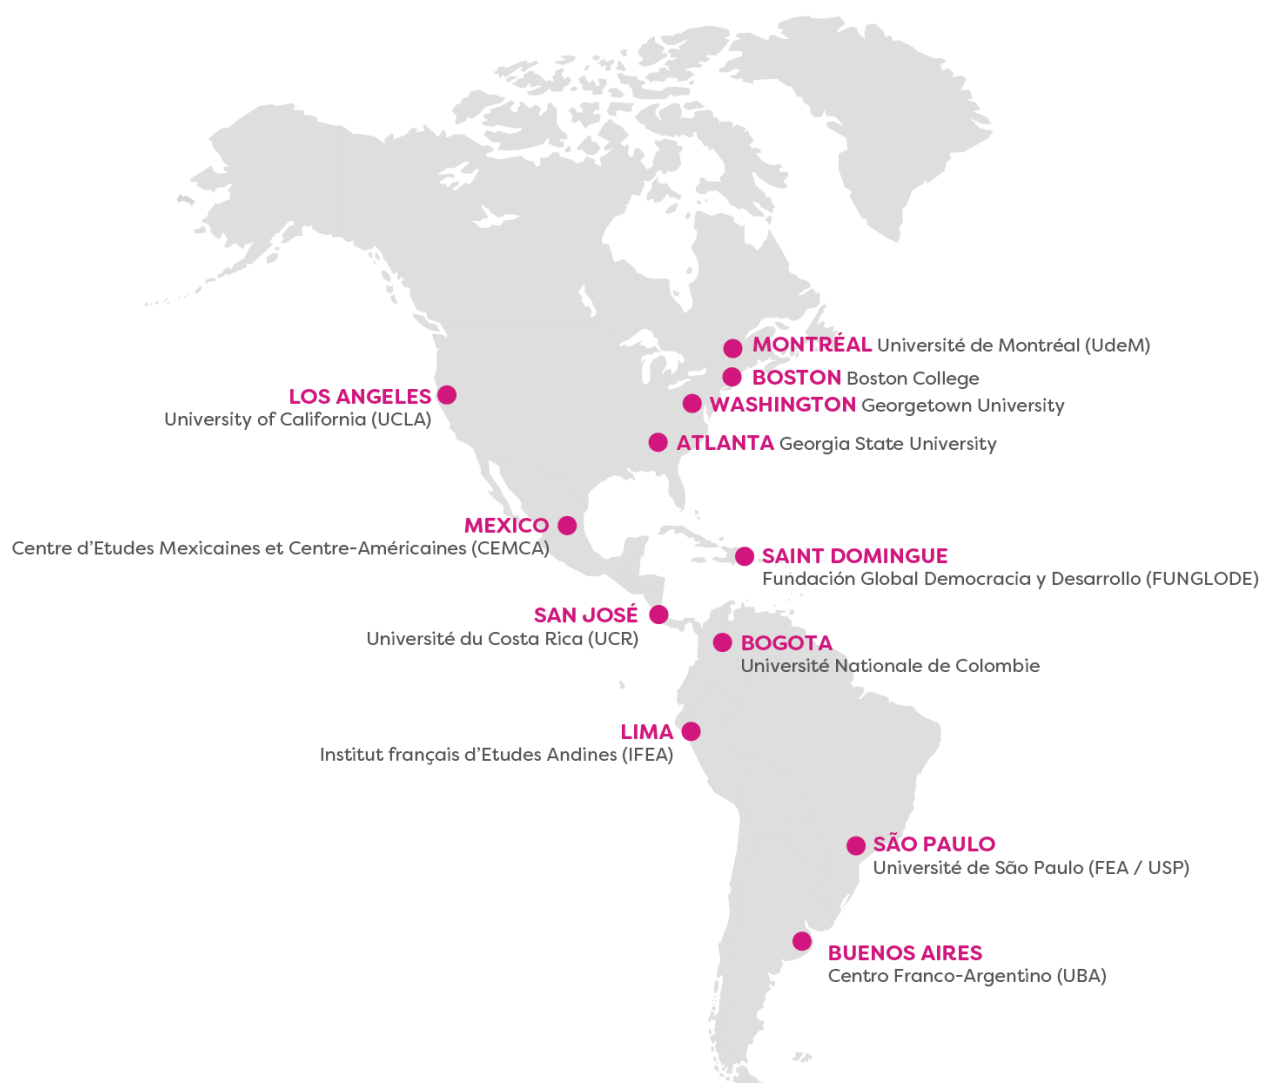 MONTRÉAL Université de Montréal (UdeM)
BOSTON Boston College
LOS ANGELES
University of California (UCLA)
WASHINGTON Georgetown University
ATLANTA Georgia State University
MEXICO
Centre d’Etudes Mexicaines et Centre-Américaines (CEMCA)
SAINT DOMINGUE
Fundación Global Democracia y Desarrollo (FUNGLODE)
SAN JOSÉ
Université du Costa Rica (UCR)
BOGOTA
Université Nationale de Colombie
LIMA
Institut français d’Etudes Andines (IFEA)
SÃO PAULO
Université de São Paulo (FEA / USP)
BUENOS AIRES
Centro Franco-Argentino (UBA)